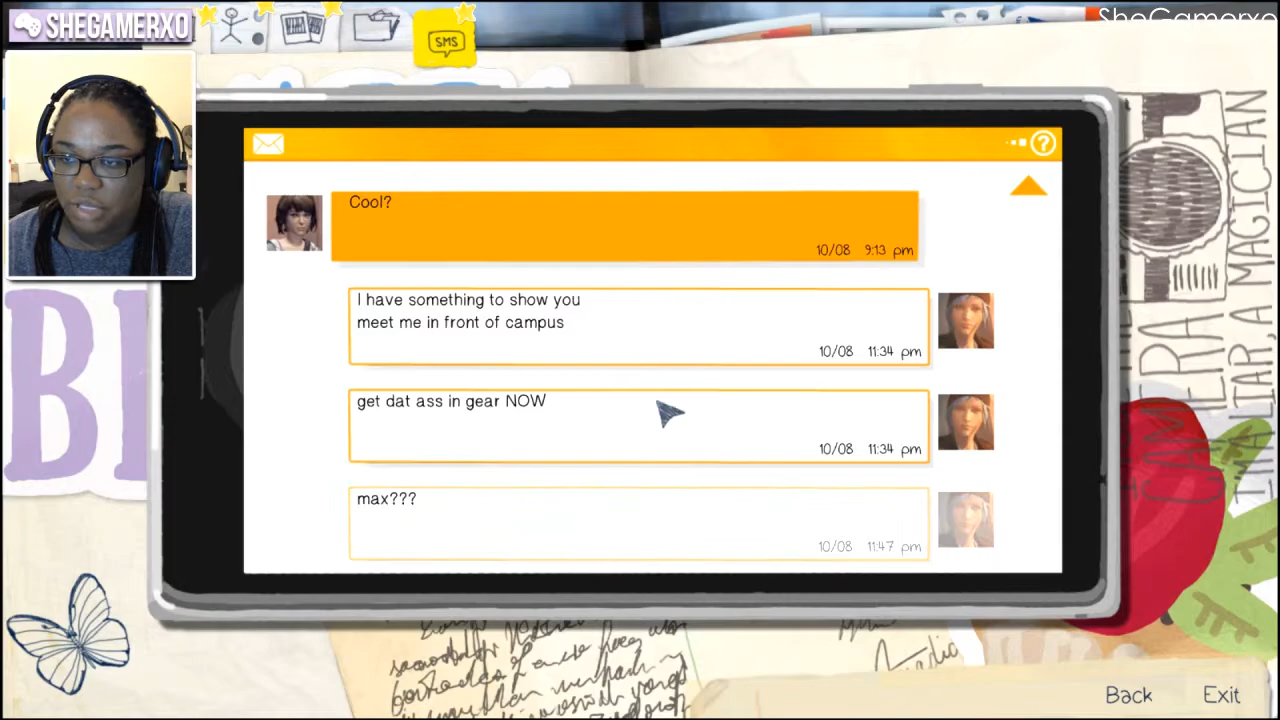 SHEGAMERXO
SheGamerxo
SMS
?
Cool?
10/08 9:13 pm
I have something to show you
meet me in front of campus
10/08 11:34 pm
get dat ass in gear NOW
10/08 11:34 pm
max???
10/08 11:47 pm
CAMERA
IM A LIAR, A MAGICIAN
Back
Exit